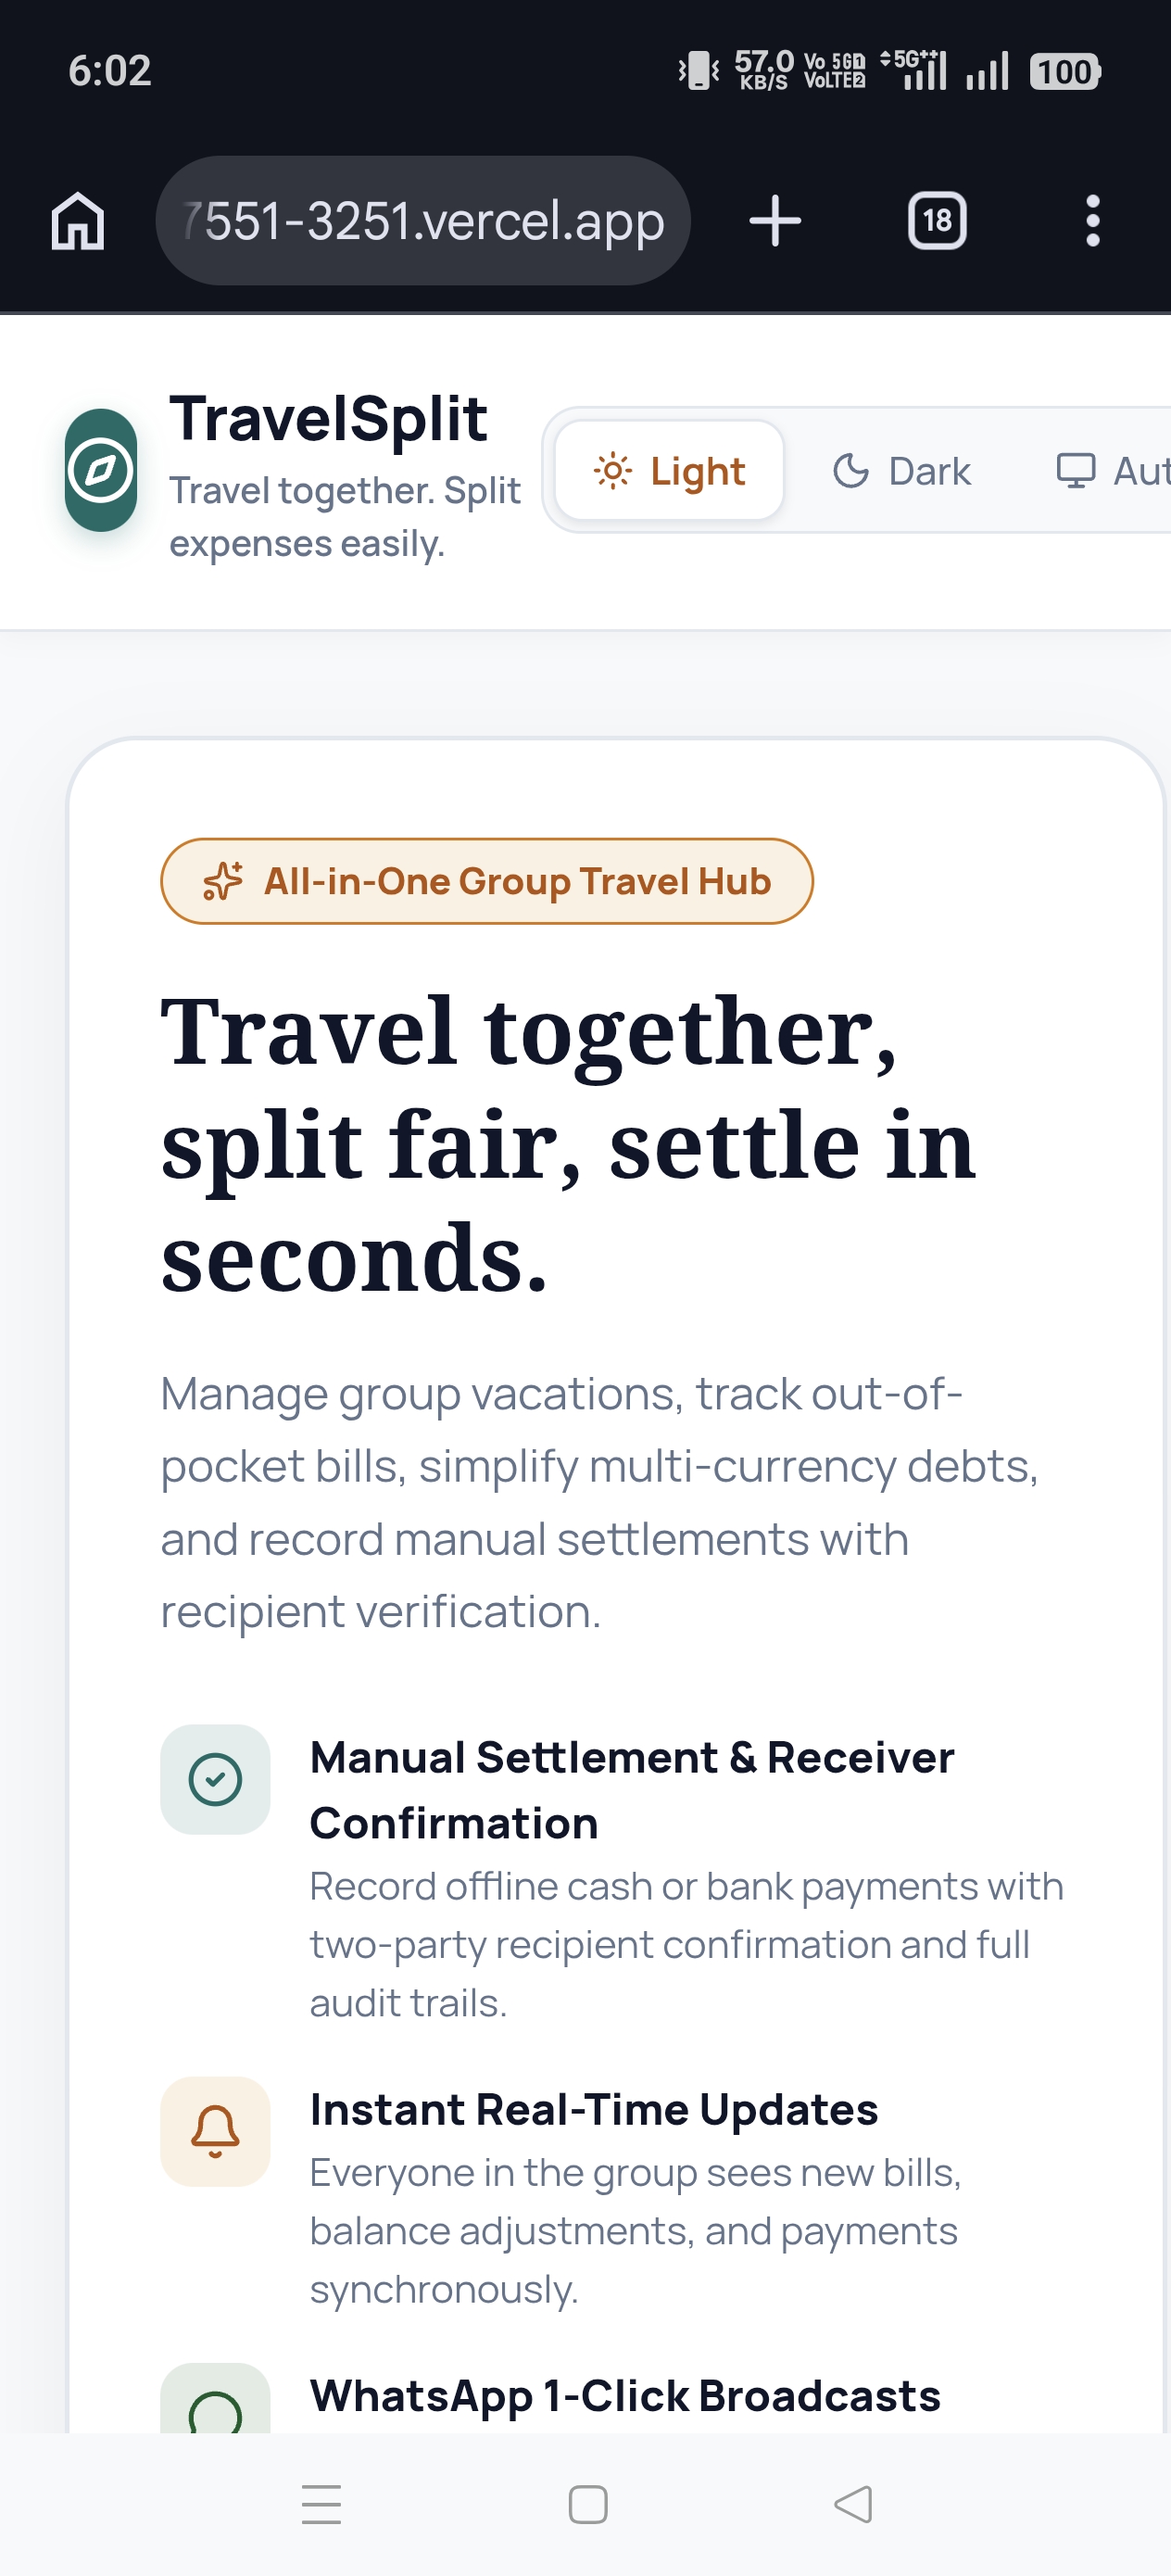 6:02
57.0
KB/S
Vo 5G 1
VoLTE 2
5G++
100
7551-3251.vercel.app
18
TravelSplit
Travel together. Split
expenses easily.
Light
Dark
Aut
All-in-One Group Travel Hub
Travel together,
split fair, settle in
seconds.
Manage group vacations, track out-of-
pocket bills, simplify multi-currency debts,
and record manual settlements with
recipient verification.
Manual Settlement & Receiver
Confirmation
Record offline cash or bank payments with
two-party recipient confirmation and full
audit trails.
Instant Real-Time Updates
Everyone in the group sees new bills,
balance adjustments, and payments
synchronously.
WhatsApp 1-Click Broadcasts